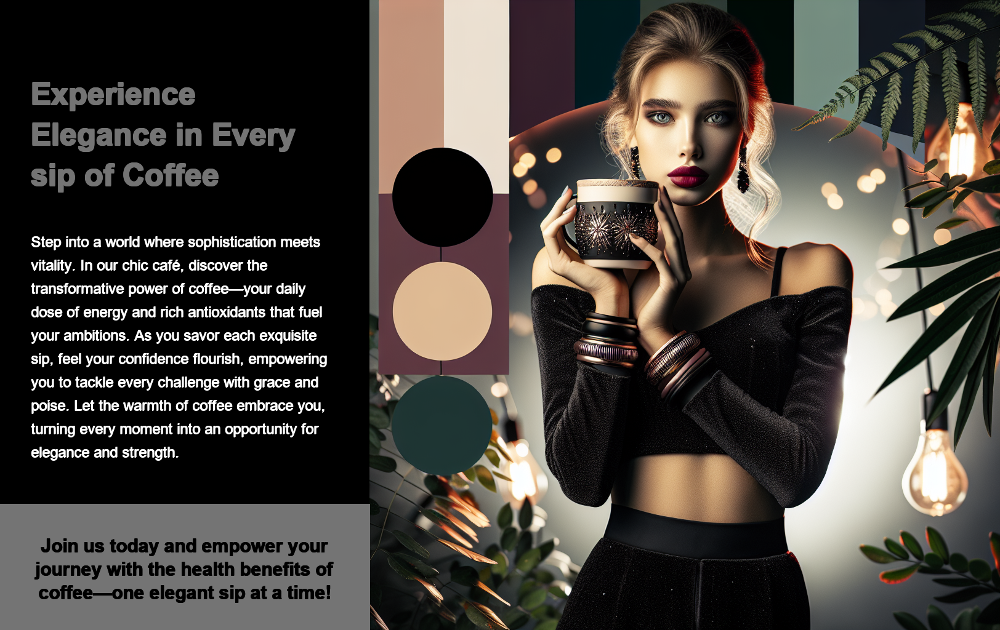 Experience
Elegance in Every
sip of Coffee
Step into a world where sophistication meets
vitality. In our chic café, discover the
transformative power of coffee—your daily
dose of energy and rich antioxidants that fuel
your ambitions. As you savor each exquisite
sip, feel your confidence flourish, empowering
you to tackle every challenge with grace and
poise. Let the warmth of coffee embrace you,
turning every moment into an opportunity for
elegance and strength.
Join us today and empower your
journey with the health benefits of
coffee—one elegant sip at a time!